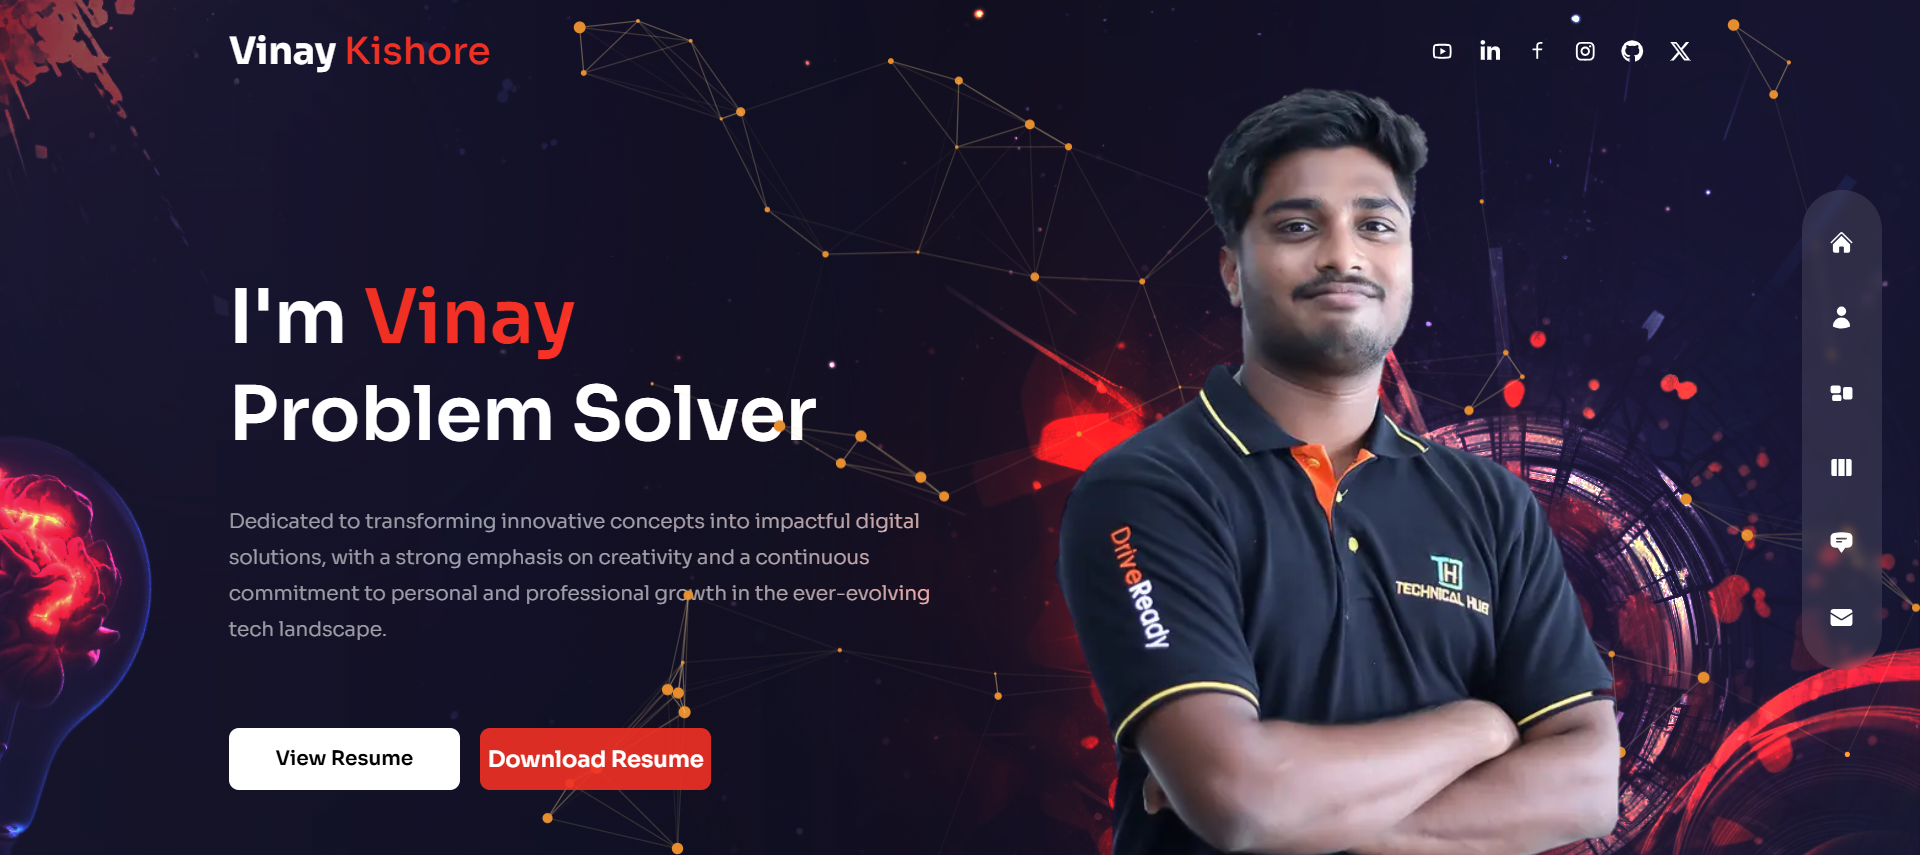 Vinay Kishore
I'm Vinay
Problem Solver
Dedicated to transforming innovative concepts into impactful digital
solutions, with a strong emphasis on creativity and a continuous
commitment to personal and professional growth in the ever-evolving
tech landscape.
View Resume
Download Resume
DriveReady
TH
TECHNICAL HUB